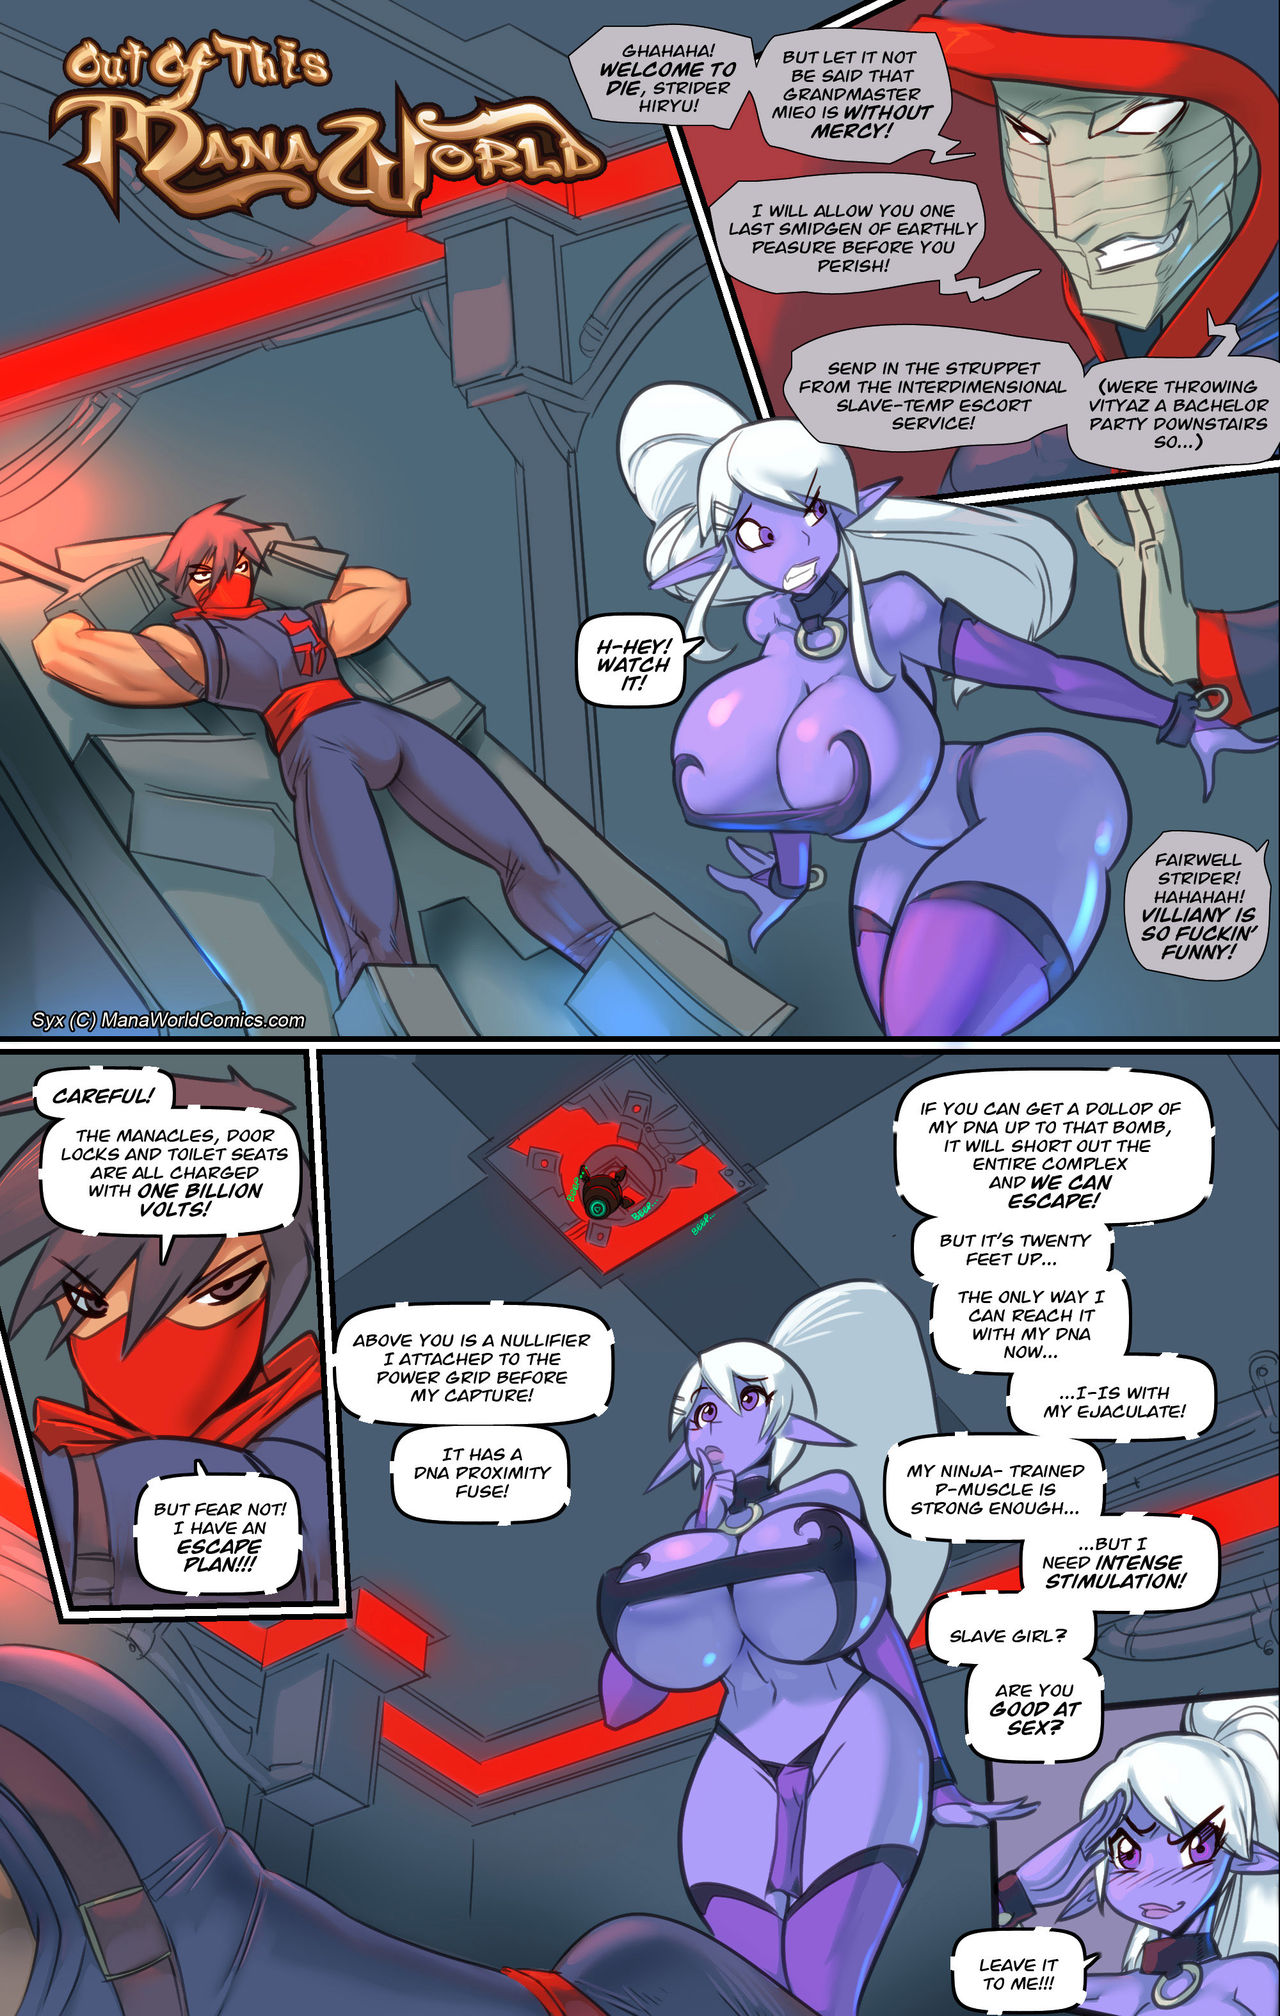 Out Of This
Mana World
GHAHAHA!
WELCOME TO
DIE, STRIDER
HIRYU!
BUT LET IT NOT
BE SAID THAT
GRANDMASTER
MIEO IS WITHOUT
MERCY!
I WILL ALLOW YOU ONE
LAST SMIDGEN OF EARTHLY
PEASURE BEFORE YOU
PERISH!
SEND IN THE STRUPPET
FROM THE INTERDIMENSIONAL
SLAVE-TEMP ESCORT
SERVICE!
(WERE THROWING
VITYAZ A BACHELOR
PARTY DOWNSTAIRS
SO...)
H-HEY!
WATCH
IT!
FAIRWELL
STRIDER!
HAHAHAH!
VILLIANY IS
SO FUCKIN'
FUNNY!
Syx (C) ManaWorldComics.com
CAREFUL!
THE MANACLES, DOOR
LOCKS AND TOILET SEATS
ARE ALL CHARGED
WITH ONE BILLION
VOLTS!
BUT FEAR NOT!
I HAVE AN
ESCAPE
PLAN!!!
BEEP..
BEEP...
BEEP...
ABOVE YOU IS A NULLIFIER
I ATTACHED TO THE
POWER GRID BEFORE
MY CAPTURE!
IT HAS A
DNA PROXIMITY
FUSE!
IF YOU CAN GET A DOLLOP OF
MY DNA UP TO THAT BOMB,
IT WILL SHORT OUT THE
ENTIRE COMPLEX
AND WE CAN
ESCAPE!
BUT IT'S TWENTY
FEET UP...
THE ONLY WAY I
CAN REACH IT
WITH MY DNA
NOW...
...I-IS WITH
MY EJACULATE!
MY NINJA- TRAINED
P-MUSCLE IS
STRONG ENOUGH...
...BUT I
NEED INTENSE
STIMULATION!
SLAVE GIRL?
ARE YOU
GOOD AT
SEX?
LEAVE IT
TO ME!!!